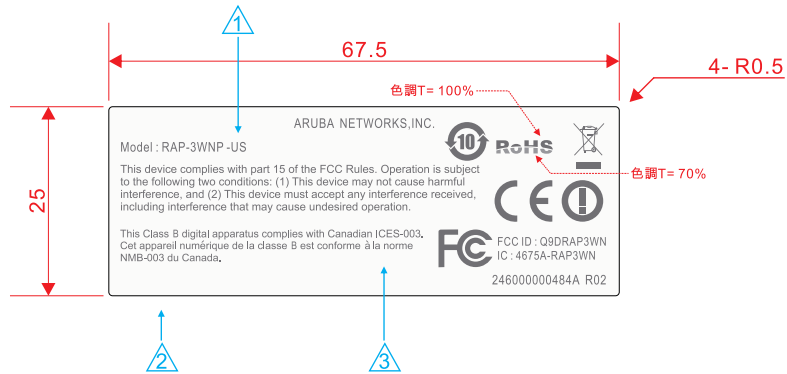 1
67.5
4- R0.5
色調T= 100%
ARUBA NETWORKS,INC.
10
RoHS
Model : RAP-3WNP -US
色調T= 70%
This device complies with part 15 of the FCC Rules. Operation is subject
to the following two conditions: (1) This device may not cause harmful
interference, and (2) This device must accept any interference received,
including interference that may cause undesired operation.
25
CE
This Class B digital apparatus complies with Canadian ICES-003.
Cet appareil numérique de la classe B est conforme à la norme
NMB-003 du Canada.
FC
FCC ID : Q9DRAP3WN
IC : 4675A-RAP3WN
246000000484A R02
2
3